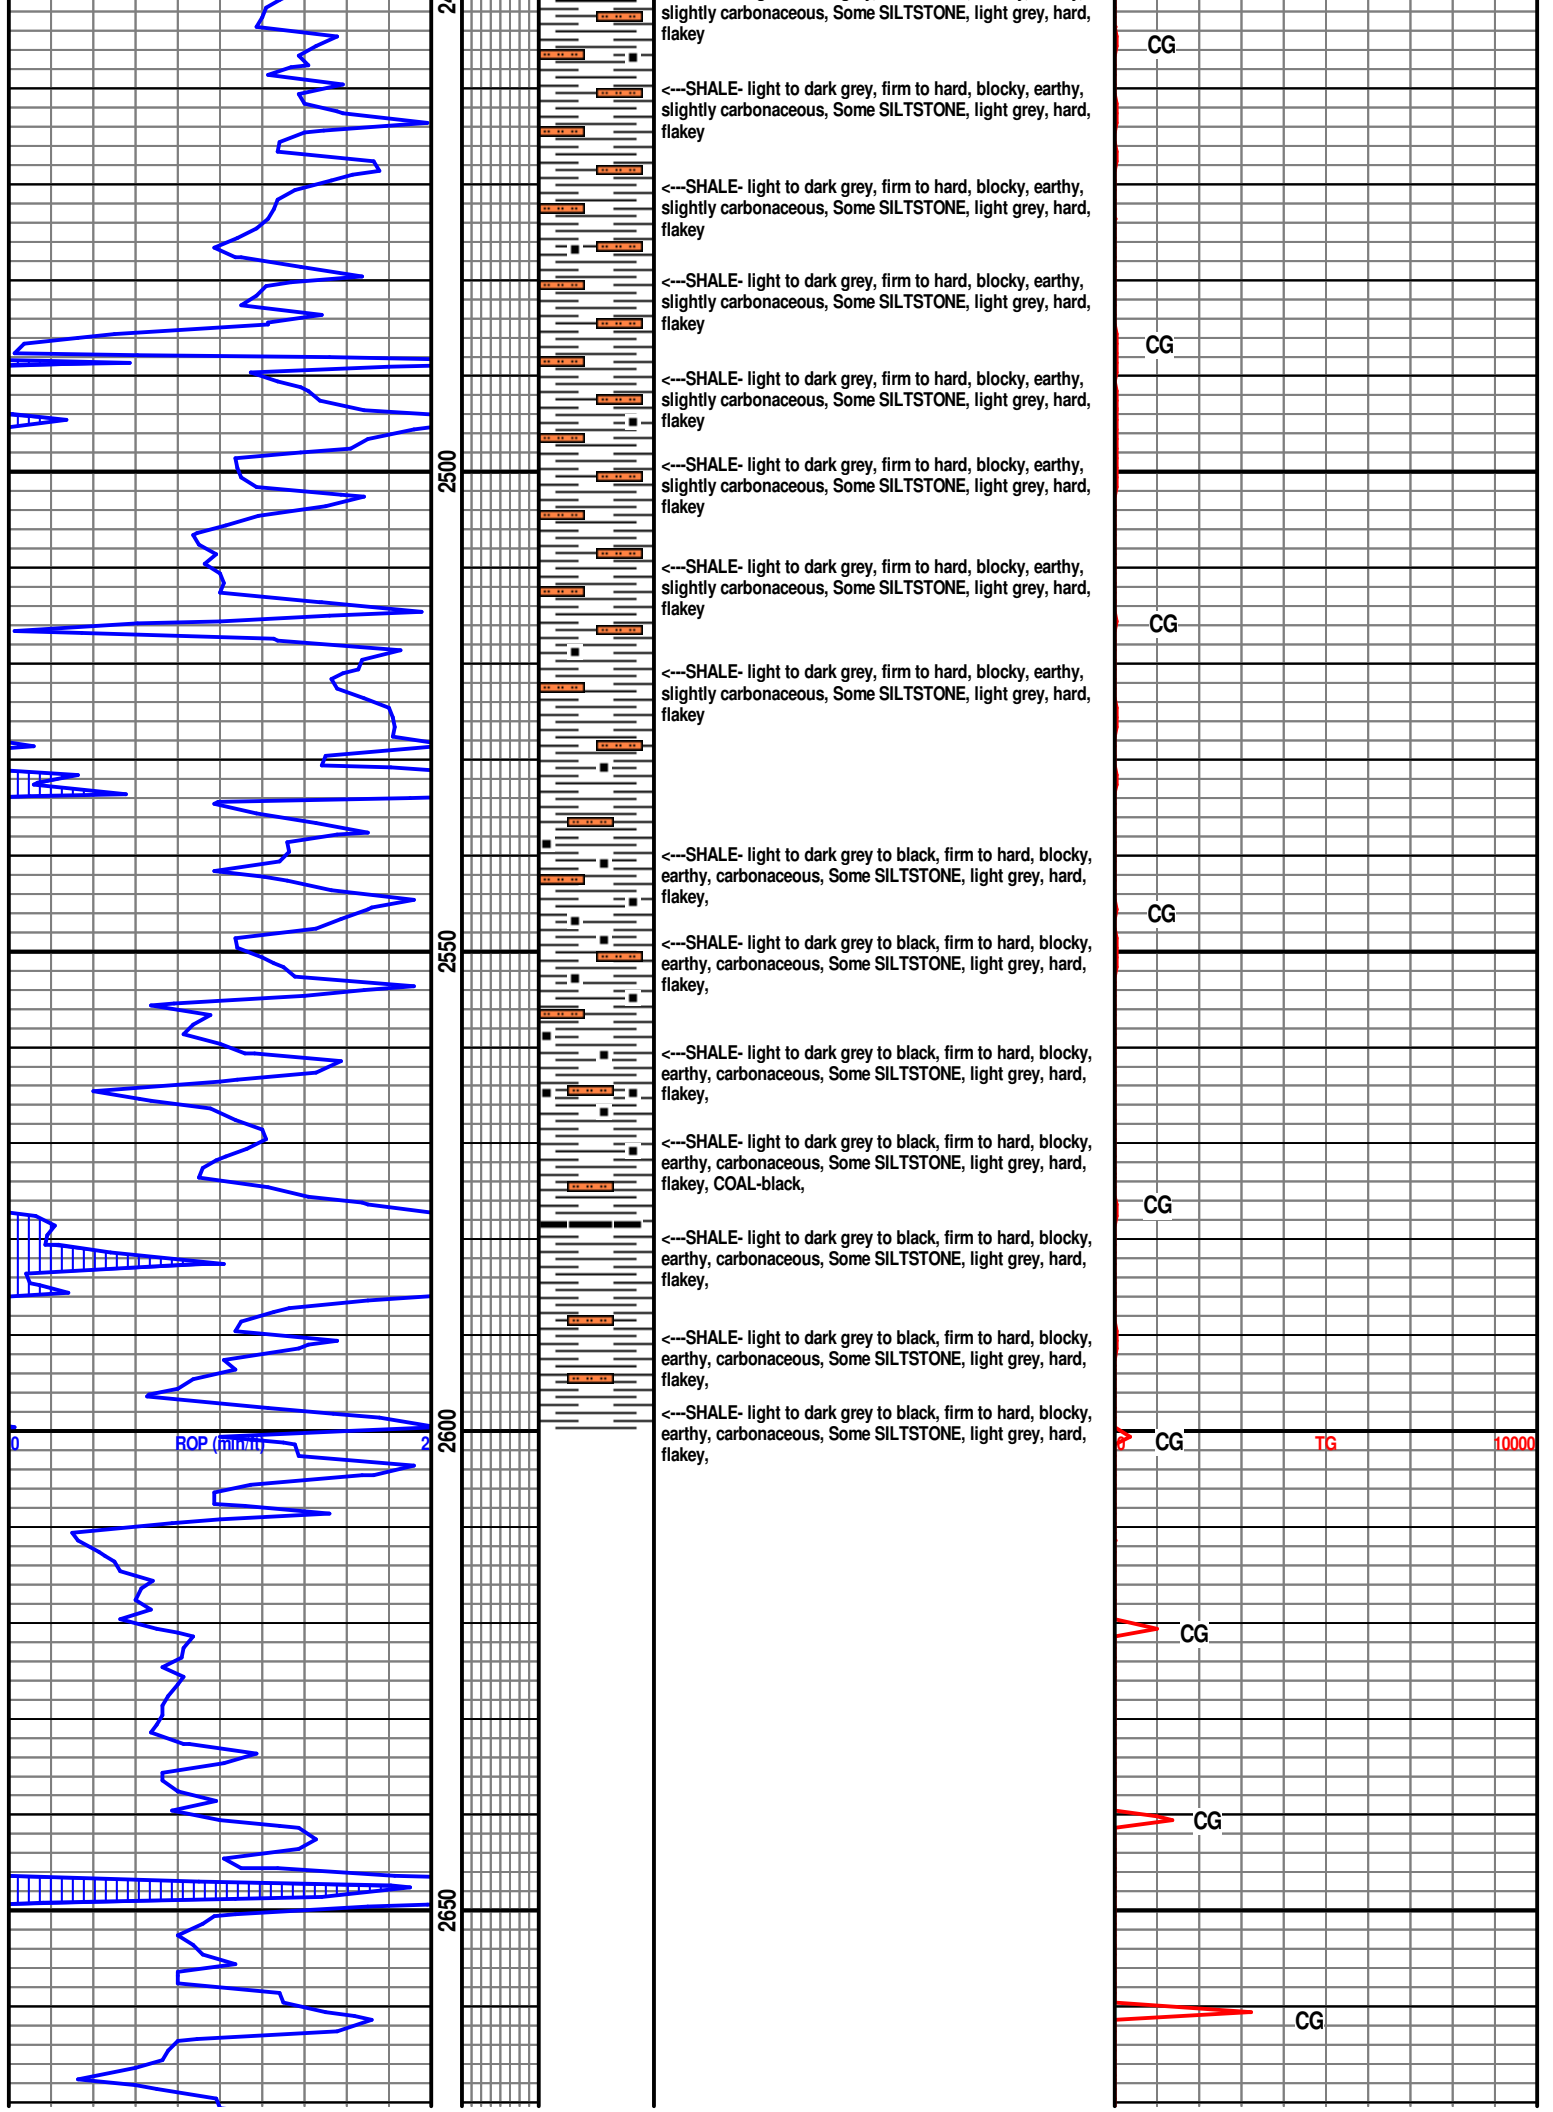 slightly carbonaceous, Some SILTSTONE, light grey, hard,
flakey
CG
<---SHALE- light to dark grey, firm to hard, blocky, earthy,
slightly carbonaceous, Some SILTSTONE, light grey, hard,
flakey
<---SHALE- light to dark grey, firm to hard, blocky, earthy,
slightly carbonaceous, Some SILTSTONE, light grey, hard,
flakey
<---SHALE- light to dark grey, firm to hard, blocky, earthy,
slightly carbonaceous, Some SILTSTONE, light grey, hard,
flakey
CG
<---SHALE- light to dark grey, firm to hard, blocky, earthy,
slightly carbonaceous, Some SILTSTONE, light grey, hard,
flakey
2500
<---SHALE- light to dark grey, firm to hard, blocky, earthy,
slightly carbonaceous, Some SILTSTONE, light grey, hard,
flakey
<---SHALE- light to dark grey, firm to hard, blocky, earthy,
slightly carbonaceous, Some SILTSTONE, light grey, hard,
flakey
CG
<---SHALE- light to dark grey, firm to hard, blocky, earthy,
slightly carbonaceous, Some SILTSTONE, light grey, hard,
flakey
<---SHALE- light to dark grey to black, firm to hard, blocky,
earthy, carbonaceous, Some SILTSTONE, light grey, hard,
flakey,
CG
2550
<---SHALE- light to dark grey to black, firm to hard, blocky,
earthy, carbonaceous, Some SILTSTONE, light grey, hard,
flakey,
<---SHALE- light to dark grey to black, firm to hard, blocky,
earthy, carbonaceous, Some SILTSTONE, light grey, hard,
flakey,
<---SHALE- light to dark grey to black, firm to hard, blocky,
earthy, carbonaceous, Some SILTSTONE, light grey, hard,
flakey, COAL-black,
CG
<---SHALE- light to dark grey to black, firm to hard, blocky,
earthy, carbonaceous, Some SILTSTONE, light grey, hard,
flakey,
<---SHALE- light to dark grey to black, firm to hard, blocky,
earthy, carbonaceous, Some SILTSTONE, light grey, hard,
flakey,
<---SHALE- light to dark grey to black, firm to hard, blocky,
earthy, carbonaceous, Some SILTSTONE, light grey, hard,
flakey,
0 ROP (min/ft) 2
2600
0 CG TG 10000
CG
CG
2650
CG